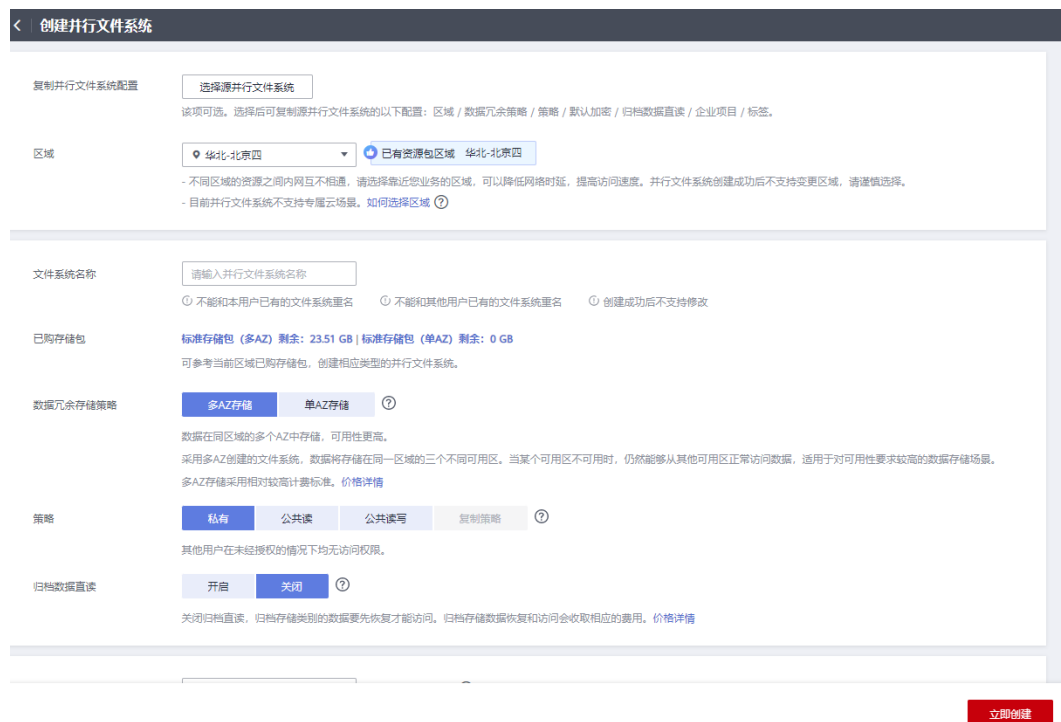 创建并行文件系统
复制并行文件系统配置
选择源并行文件系统
该项可选。选择后可复制源并行文件系统的以下配置：区域 / 数据冗余策略 / 策略 / 默认加密 / 归档数据直读 / 企业项目 / 标签。
区域
华北-北京四
已有资源包区域 华北-北京四
- 不同区域的资源之间内网互不相通，请选择靠近您业务的区域，可以降低网络时延，提高访问速度。并行文件系统创建成功后不支持变更区域，请谨慎选择。
- 目前并行文件系统不支持专属云场景。如何选择区域
文件系统名称
请输入并行文件系统名称
不能和本用户已有的文件系统重名 不能和其他用户已有的文件系统重名 创建成功后不支持修改
已购存储包
标准存储包（多AZ）剩余：23.51 GB | 标准存储包（单AZ）剩余：0 GB
可参考当前区域已购存储包，创建相应类型的并行文件系统。
数据冗余存储策略
多AZ存储 单AZ存储
数据在同区域的多个AZ中存储，可用性更高。
采用多AZ创建的文件系统，数据将存储在同一区域的三个不同可用区。当某个可用区不可用时，仍然能够从其他可用区正常访问数据，适用于对可用性要求较高的数据存储场景。
多AZ存储采用相对较高计费标准。价格详情
策略
私有 公共读 公共读写 复制策略
其他用户在未经授权的情况下均无访问权限。
归档数据直读
开启 关闭
关闭归档直读，归档存储类别的数据要先恢复才能访问。归档存储数据恢复和访问会收取相应的费用。价格详情
立即创建